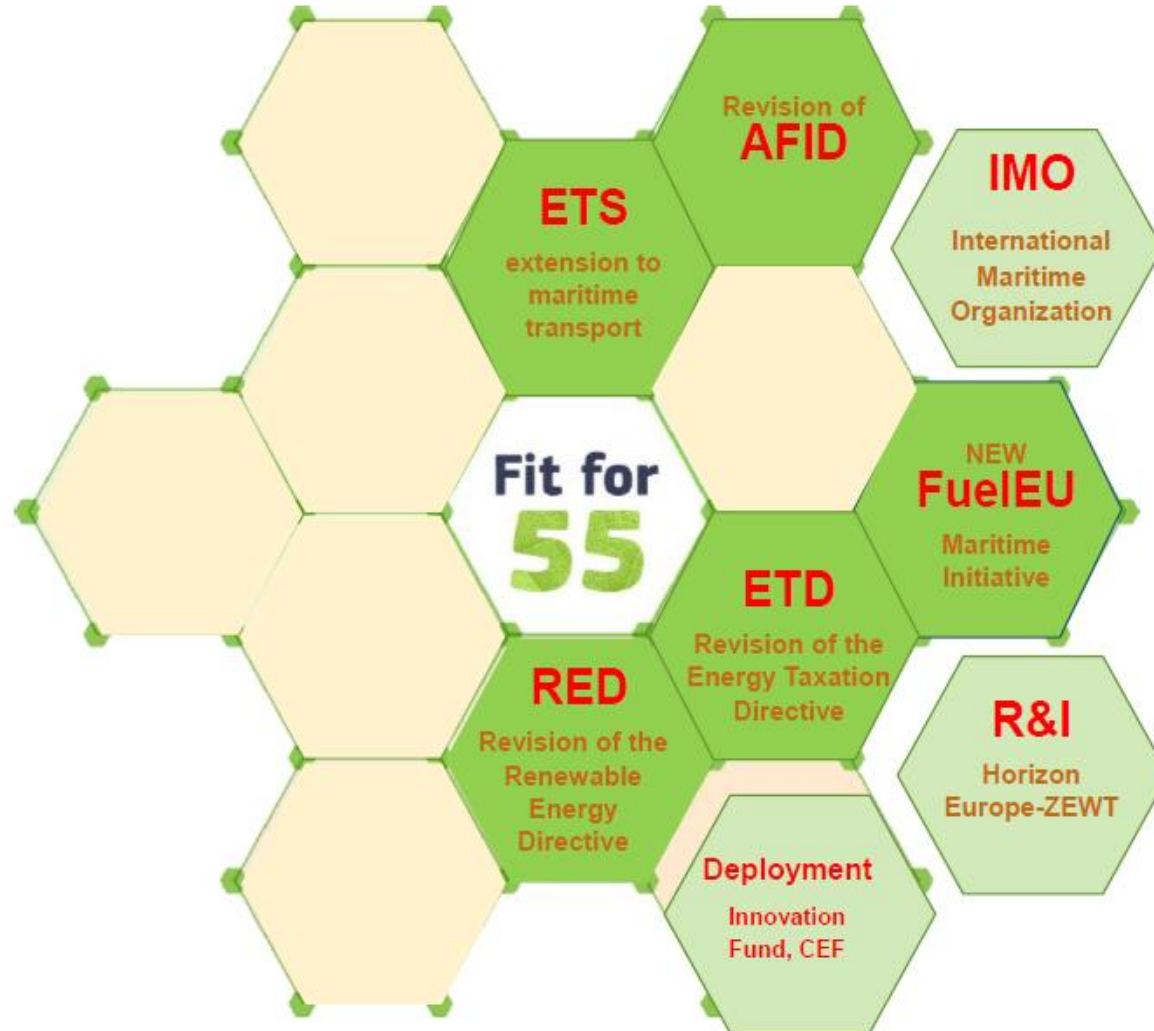 Revision of
AFID
IMO
International
Maritime
Organization
ETS
extension to
maritime
transport
Fit for
55
NEW
FuelEU
Maritime
Initiative
ETD
Revision of the
Energy Taxation
Directive
RED
Revision of the
Renewable
Energy
Directive
R&I
Horizon
Europe-ZEWT
Deployment
Innovation
Fund, CEF